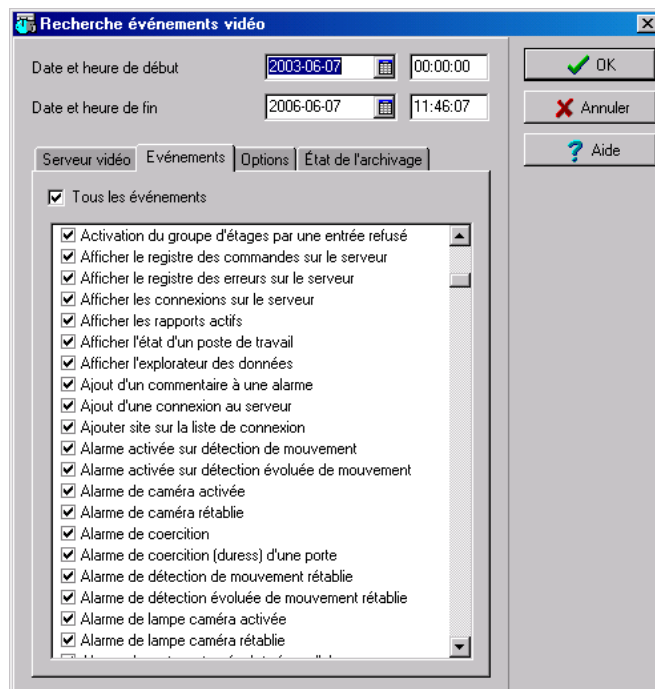 Recherche événements vidéo
Date et heure de début 2003-06-07 00:00:00
OK
Date et heure de fin 2006-06-07 11:46:07
Annuler
Aide
Serveur vidéo Evénements Options État de l'archivage
Tous les événements
Activation du groupe d'étages par une entrée refusé
Afficher le registre des commandes sur le serveur
Afficher le registre des erreurs sur le serveur
Afficher les connexions sur le serveur
Afficher les rapports actifs
Afficher l'état d'un poste de travail
Afficher l'explorateur des données
Ajout d'un commentaire à une alarme
Ajout d'une connexion au serveur
Ajouter site sur la liste de connexion
Alarme activée sur détection de mouvement
Alarme activée sur détection évoluée de mouvement
Alarme de caméra activée
Alarme de caméra rétablie
Alarme de coercition
Alarme de coercition (duress) d'une porte
Alarme de détection de mouvement rétablie
Alarme de détection évoluée de mouvement rétablie
Alarme de lampe caméra activée
Alarme de lampe caméra rétablie